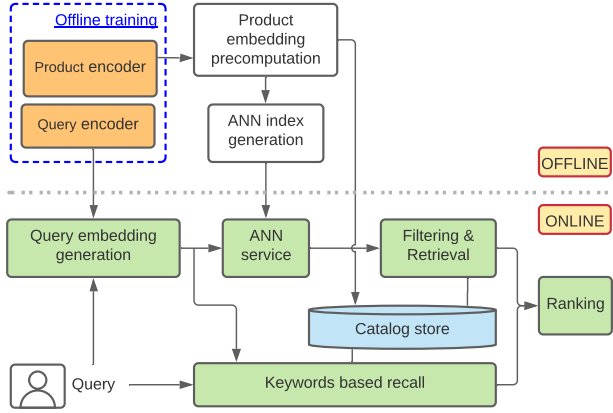 Offline training
Product encoder
Query encoder
Product
embedding
precomputation
ANN index
generation
OFFLINE
ONLINE
Query embedding
generation
ANN
service
Filtering &
Retrieval
Ranking
Catalog store
Query
Keywords based recall